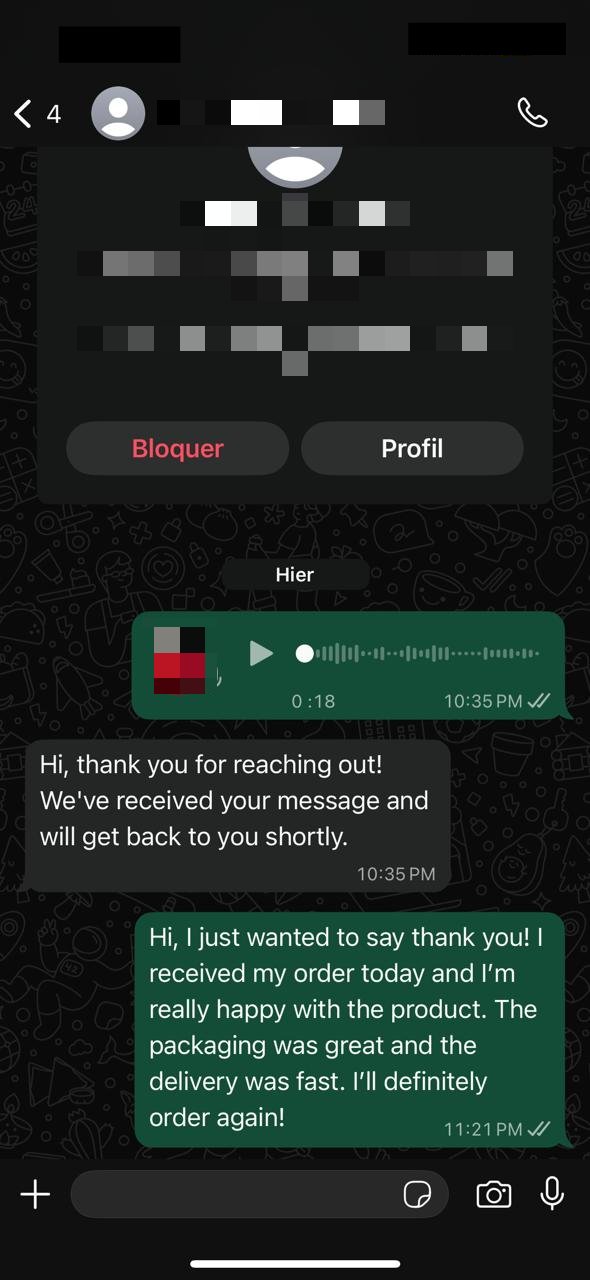 4
Bloquer
Profil
Hier
0:18
10:35 PM
Hi, thank you for reaching out!
We've received your message and
will get back to you shortly.
10:35 PM
Hi, I just wanted to say thank you! I
received my order today and I’m
really happy with the product. The
packaging was great and the
delivery was fast. I’ll definitely
order again!
11:21 PM